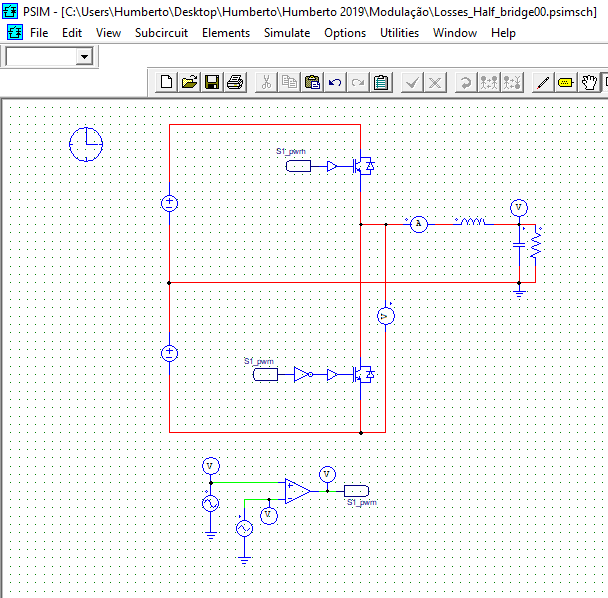 PSIM - [C:\Users\Humberto\Desktop\Humberto\Humberto 2019\Modulação\Losses_Half_bridge00.psimsch]
File Edit View Subcircuit Elements Simulate Options Utilities Window Help
S1_pwm
V
A
V
S1_pwm
V
V
V
S1_pwm